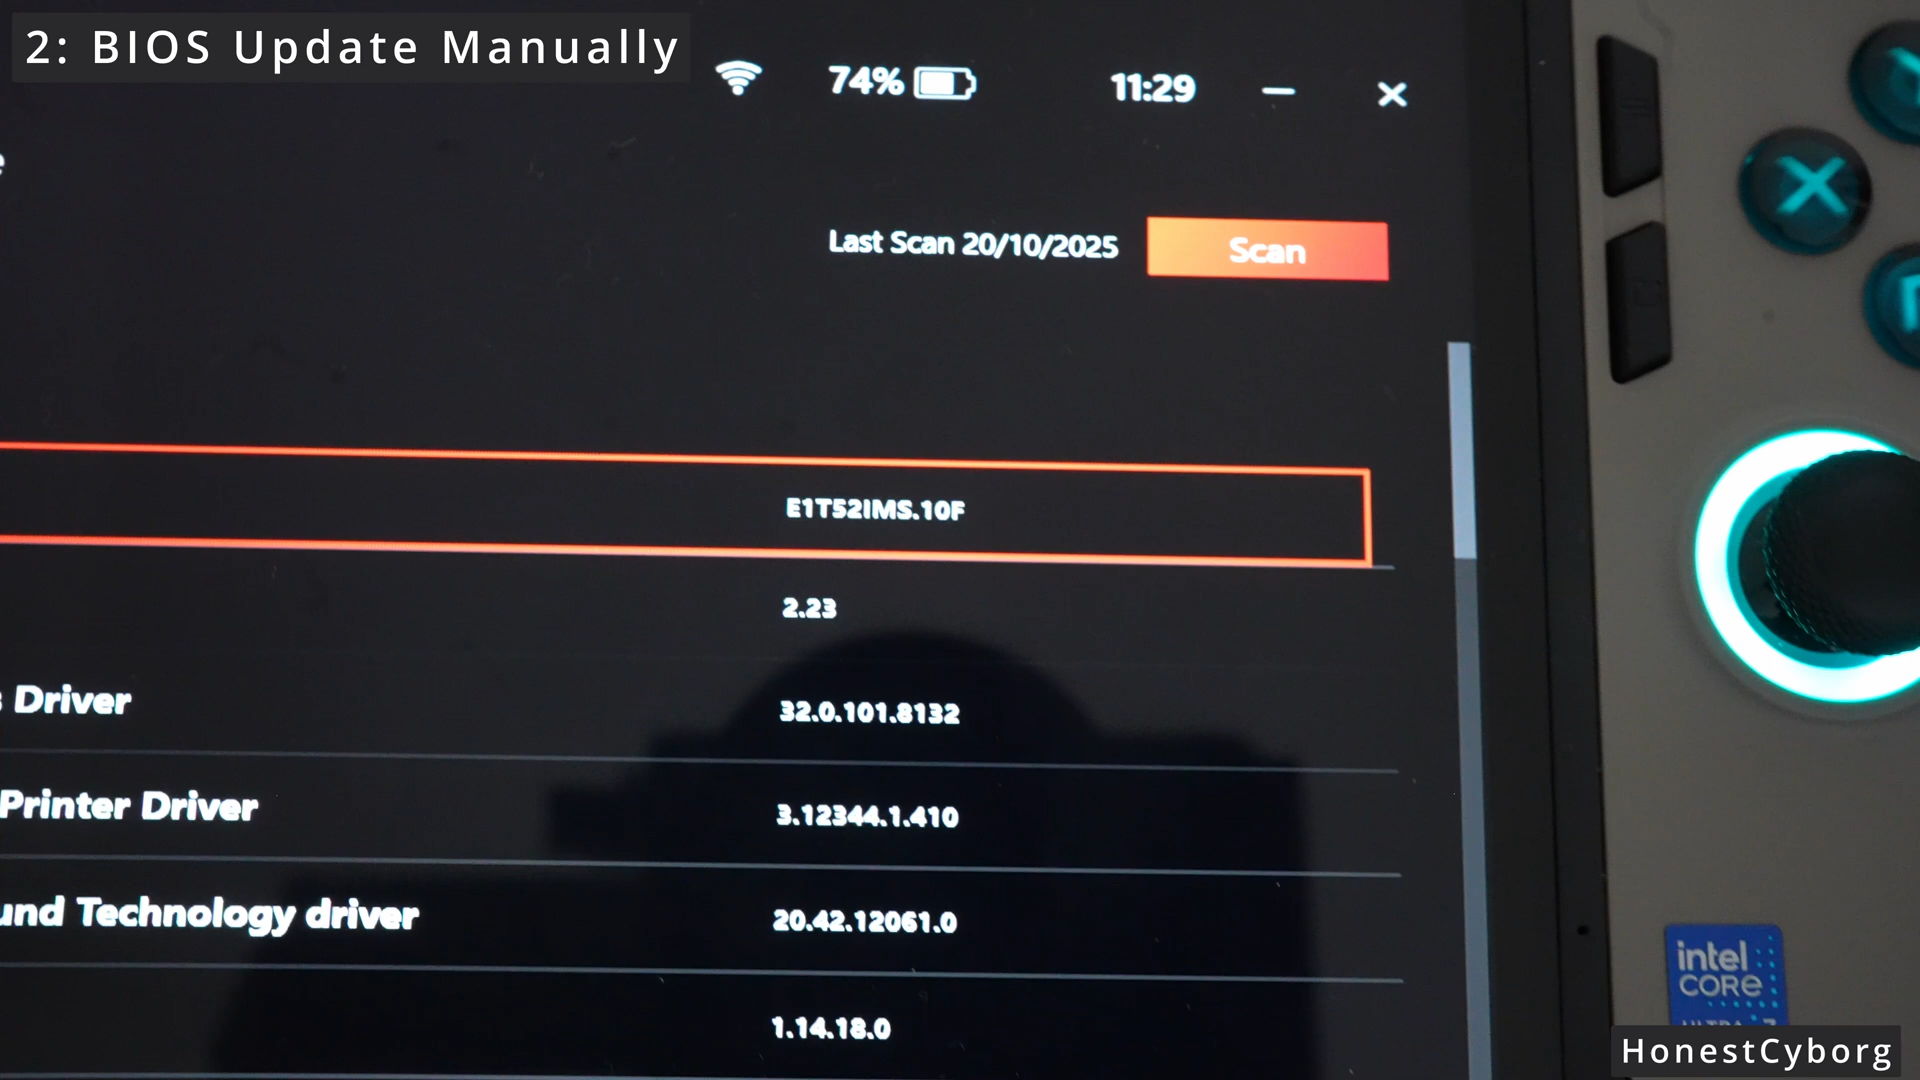 2: BIOS Update Manually
74%
11:29
Last Scan 20/10/2025
Scan
E1T52IMS.10F
2.23
Driver
32.0.101.8132
Printer Driver
3.12344.1.410
und Technology driver
20.42.12061.0
1.14.18.0
X
intel
CORE
ULTRA 7
HonestCyborg